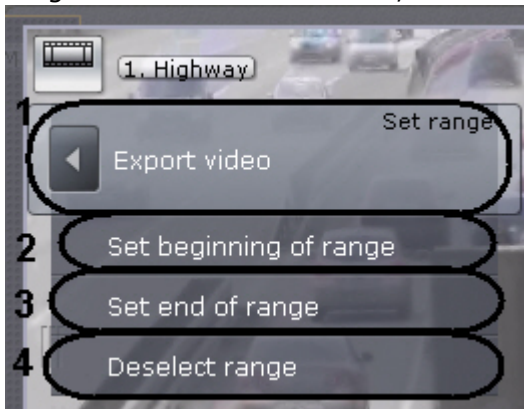 1. Highway
1
Set range
Export video
2 Set beginning of range
3 Set end of range
4 Deselect range